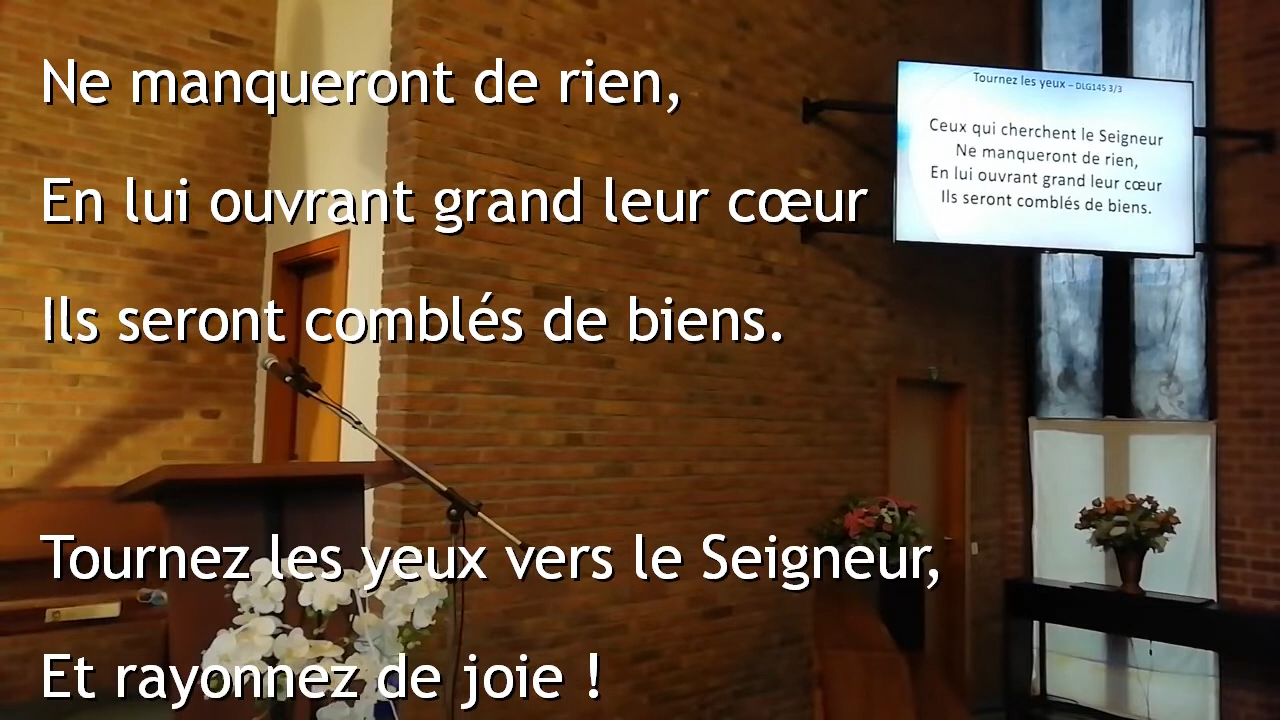 Ne manqueront de rien,
En lui ouvrant grand leur cœur
Ils seront comblés de biens.
Tournez les yeux vers le Seigneur,
Et rayonnez de joie !
Tournez les yeux – DLG145 3/3
Ceux qui cherchent le Seigneur
Ne manqueront de rien,
En lui ouvrant grand leur cœur
Ils seront comblés de biens.